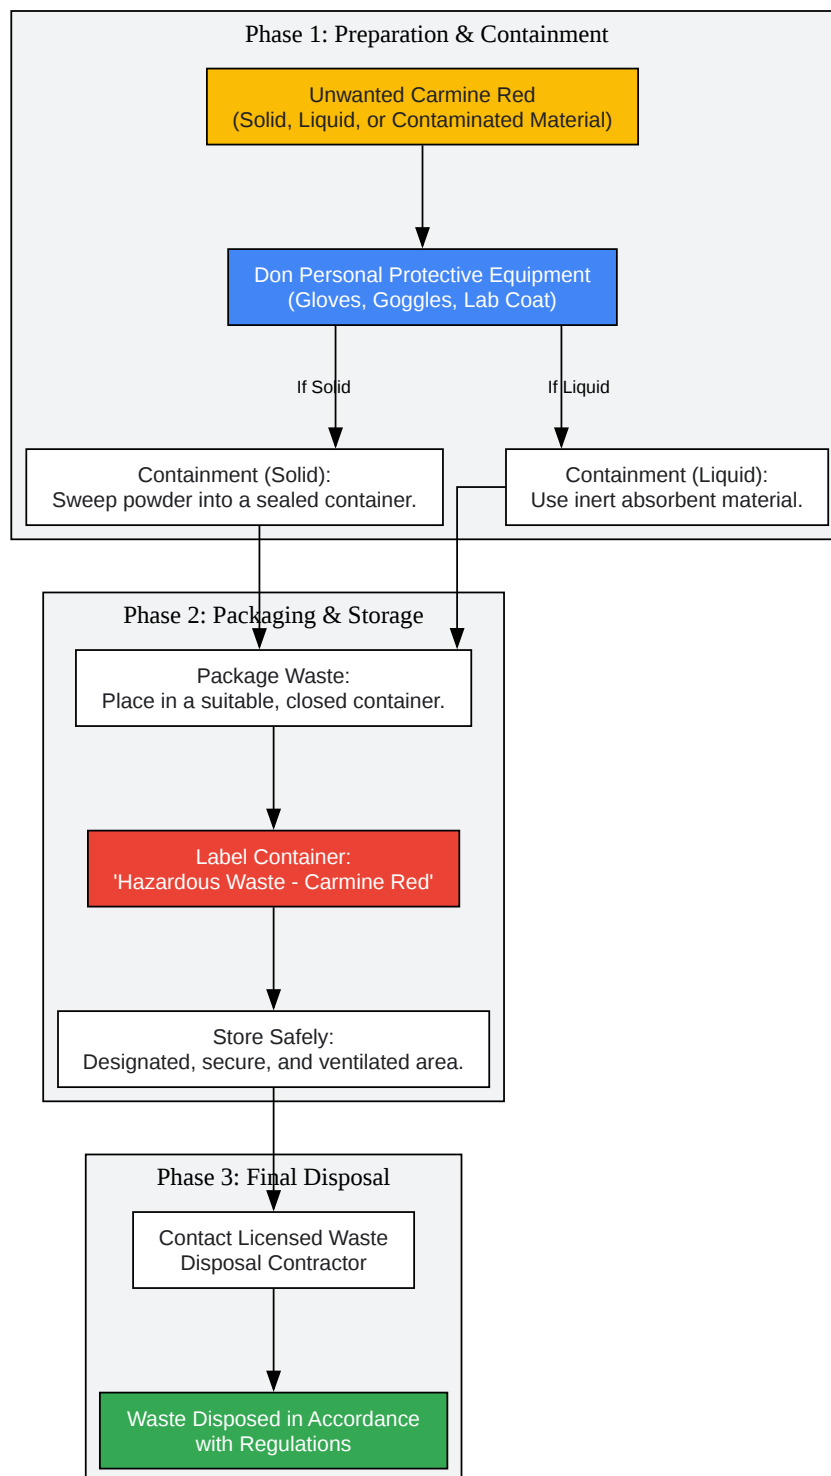 Phase 1: Preparation & Containment
Unwanted Carmine Red
(Solid, Liquid, or Contaminated Material)
Don Personal Protective Equipment
(Gloves, Goggles, Lab Coat)
If Solid
If Liquid
Containment (Solid):
Sweep powder into a sealed container.
Containment (Liquid):
Use inert absorbent material.
Phase 2: Packaging & Storage
Package Waste:
Place in a suitable, closed container.
Label Container:
'Hazardous Waste - Carmine Red'
Store Safely:
Designated, secure, and ventilated area.
Phase 3: Final Disposal
Contact Licensed Waste
Disposal Contractor
Waste Disposed in Accordance
with Regulations